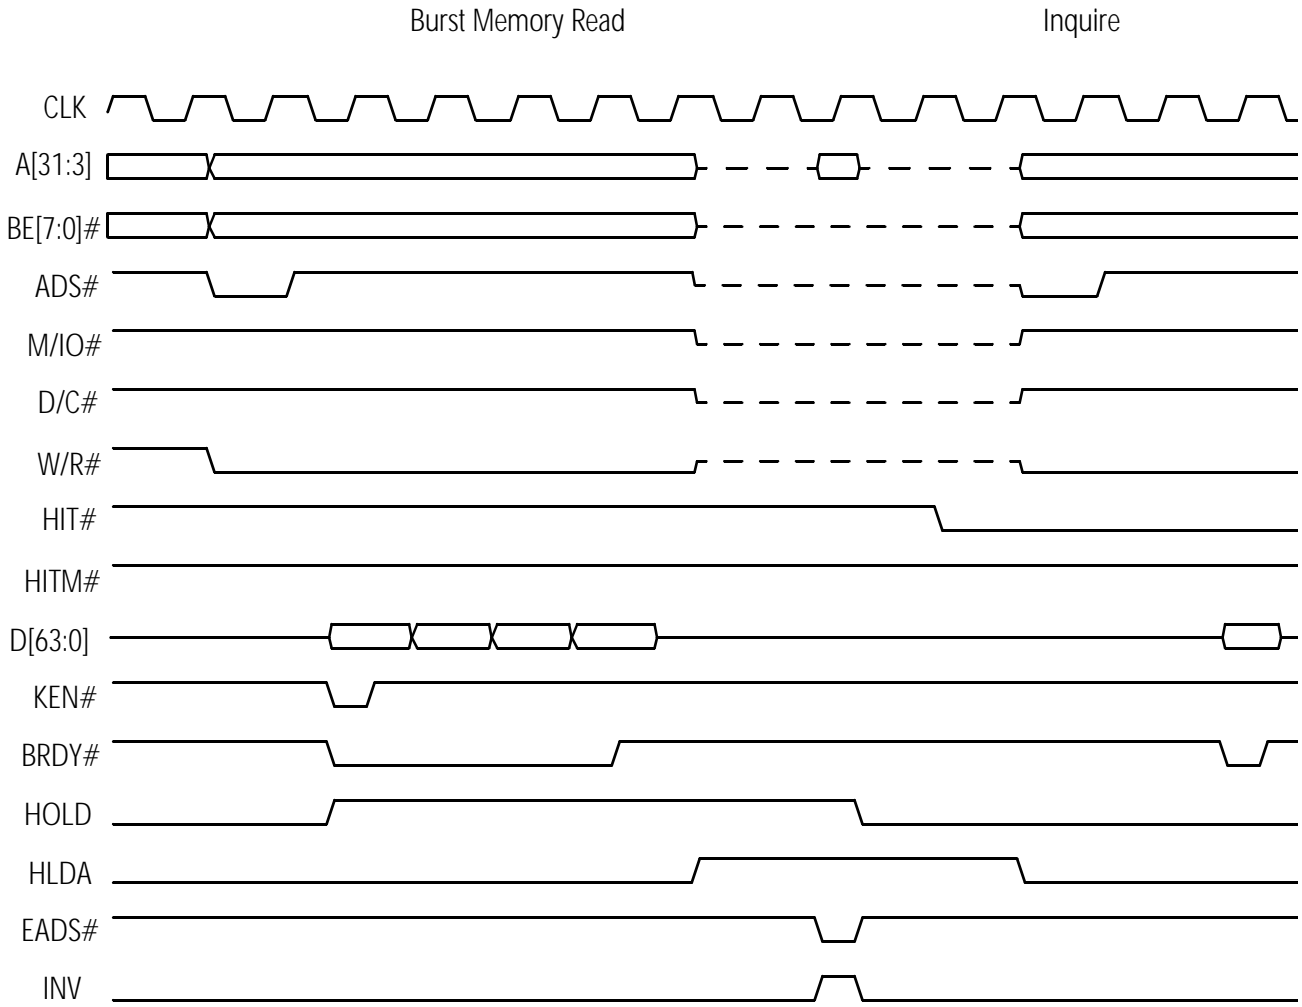 Burst Memory Read Inquire
CLK
A[31:3]
BE[7:0]#
ADS#
M/IO#
D/C#
W/R#
HIT#
HITM#
D[63:0]
KEN#
BRDY#
HOLD
HLDA
EADS#
INV